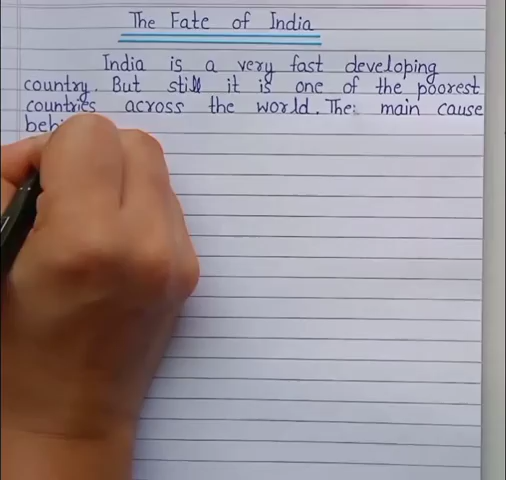 The Fate of India
India is a very fast developing
country. But still it is one of the poorest
countries across the world. The: main cause